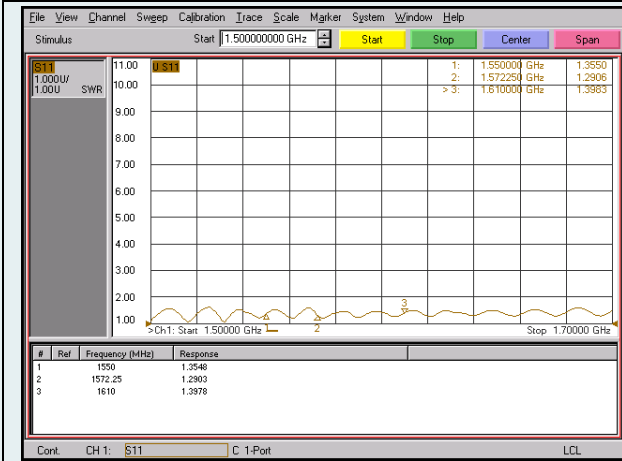 File View Channel Sweep Calibration Trace Scale Marker System Window Help
Stimulus Start 1.500000000 GHz Start Stop Center Span
S11
1.000U/
1.00U SWR
U S11
11.00
10.00
9.00
8.00
7.00
6.00
5.00
4.00
3.00
2.00
1.00
1: 1.550000 GHz 1.3550
2: 1.572250 GHz 1.2906
> 3: 1.610000 GHz 1.3983
3
1
2
>Ch1: Start 1.50000 GHz Stop 1.70000 GHz
# Ref Frequency (MHz) Response
1 1550 1.3548
2 1572.25 1.2903
3 1610 1.3978
Cont. CH 1: S11 C 1-Port LCL